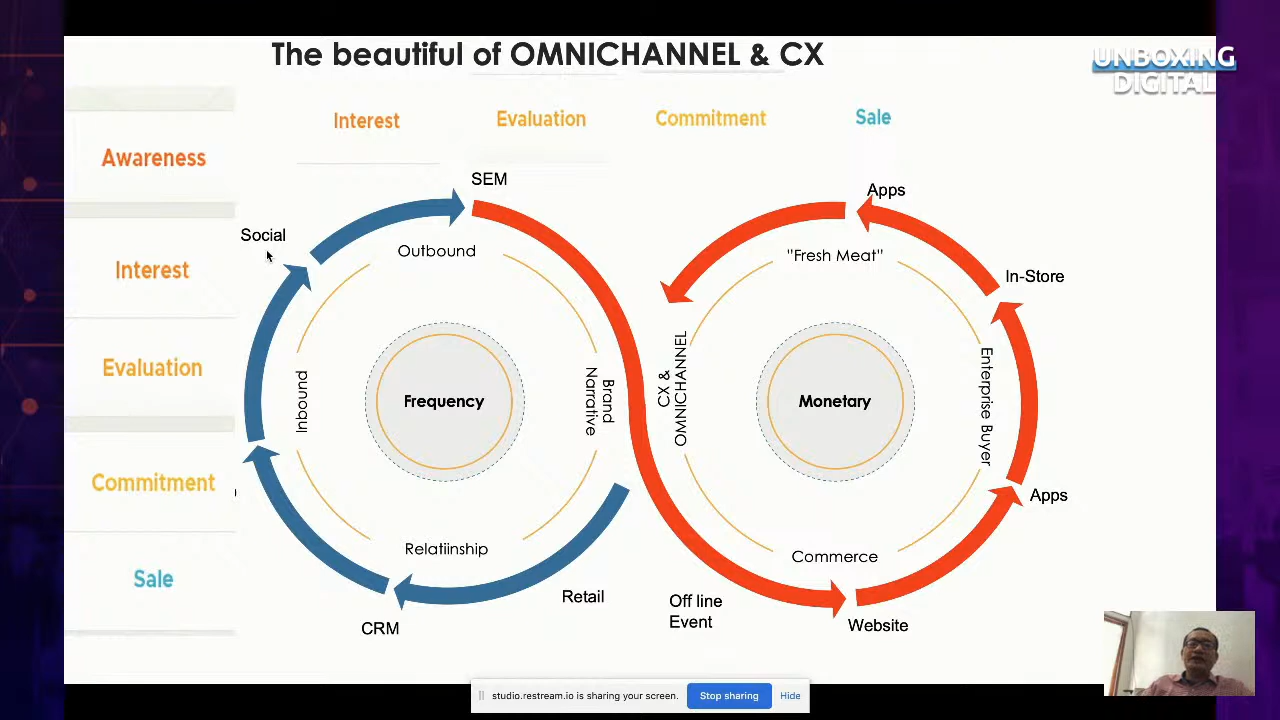 The beautiful of OMNICHANNEL & CX
UNBOXING
DIGITAL
Interest
Evaluation
Commitment
Sale
Awareness
Interest
Evaluation
Commitment
Sale
SEM
Social
Outbound
Inbound
Frequency
Brand
Narrative
Relatiinship
Retail
CRM
Apps
"Fresh Meat"
In-Store
CX &
OMNICHANNEL
Monetary
Enterprise Buyer
Apps
Commerce
Off line
Event
Website
studio.restream.io is sharing your screen.
Stop sharing
Hide